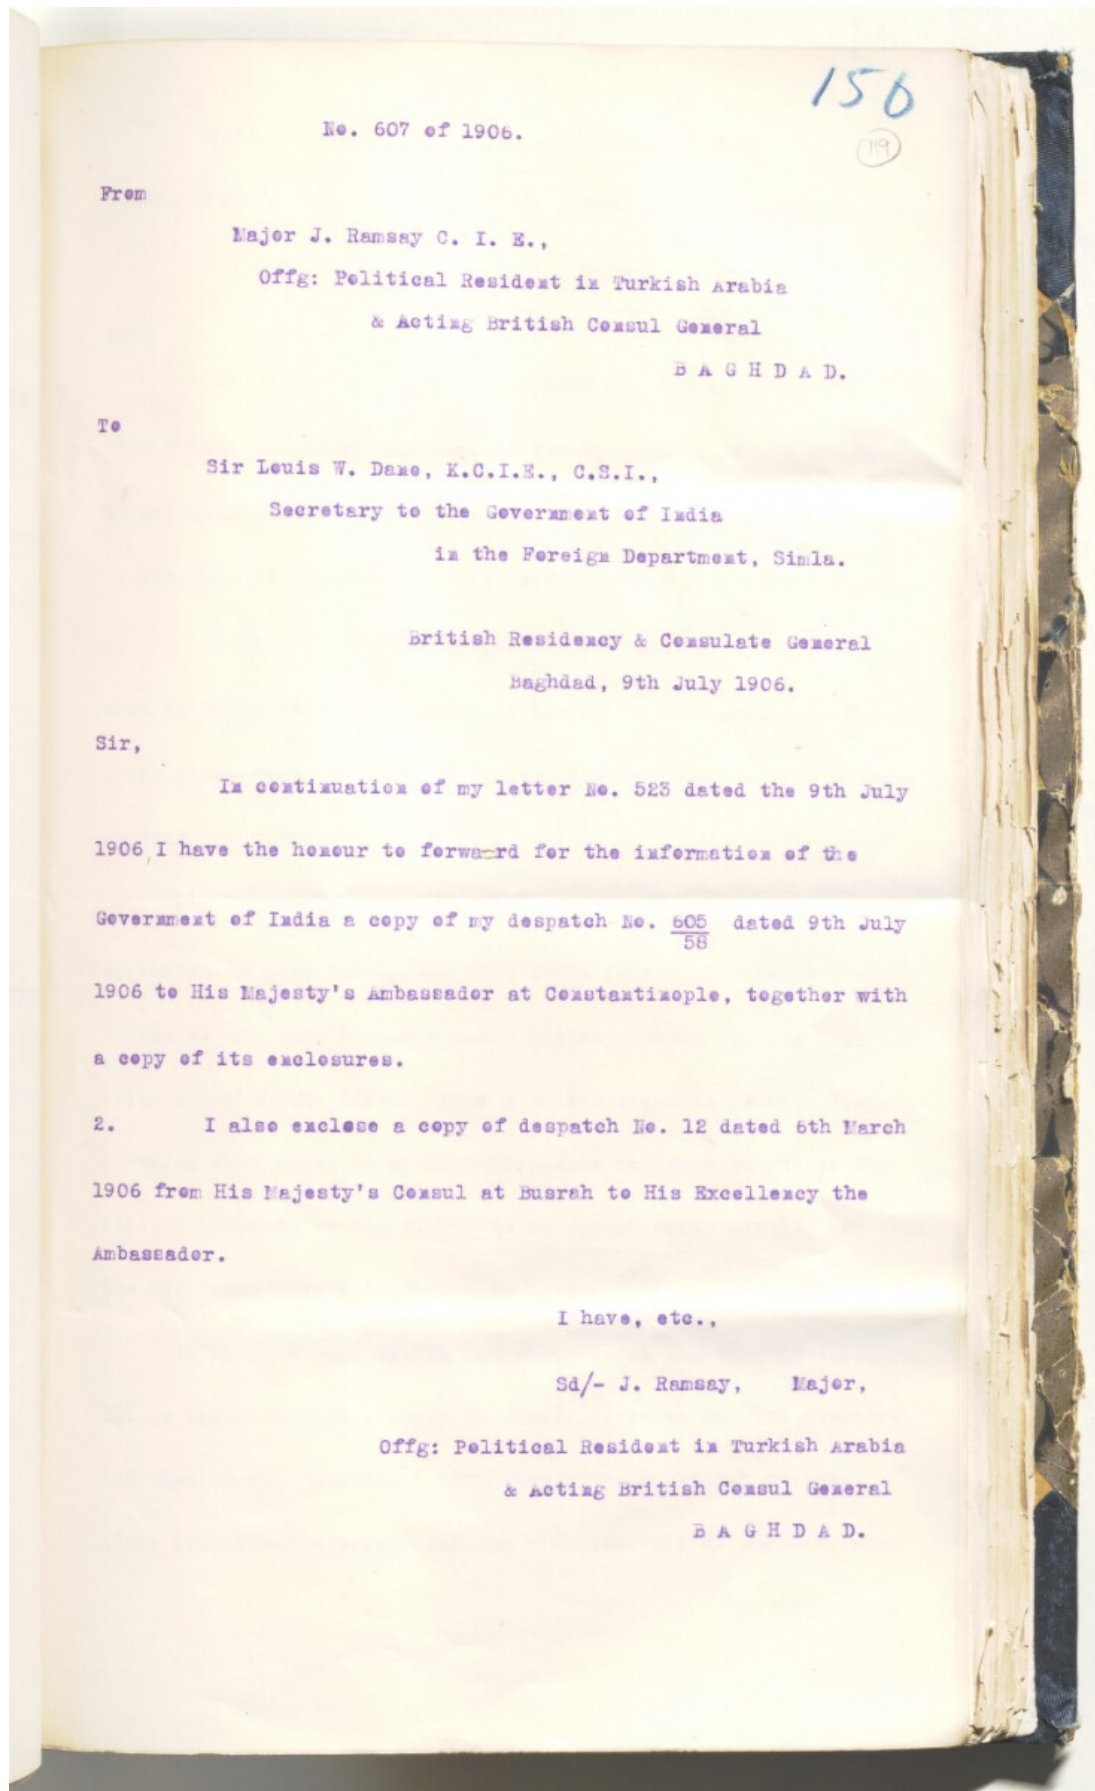 156
119
No. 607 of 1906.
From
Major J. Ramsay C. I. E.,
Offg: Political Resident in Turkish Arabia
& Acting British Consul General
B A G H D A D.
To
Sir Louis W. Dane, K.C.I.E., C.S.I.,
Secretary to the Government of India
in the Foreign Department, Simla.
British Residency & Consulate General
Baghdad, 9th July 1906.
Sir,
In continuation of my letter No. 523 dated the 9th July
1906, I have the honour to forward for the information of the
Government of India a copy of my despatch No. 605/58 dated 9th July
1906 to His Majesty's Ambassador at Constantinople, together with
a copy of its enclosures.
2. I also enclose a copy of despatch No. 12 dated 6th March
1906 from His Majesty's Consul at Busrah to His Excellency the
Ambassador.
I have, etc.,
Sd/- J. Ramsay, Major,
Offg: Political Resident in Turkish Arabia
& Acting British Consul General
B A G H D A D.